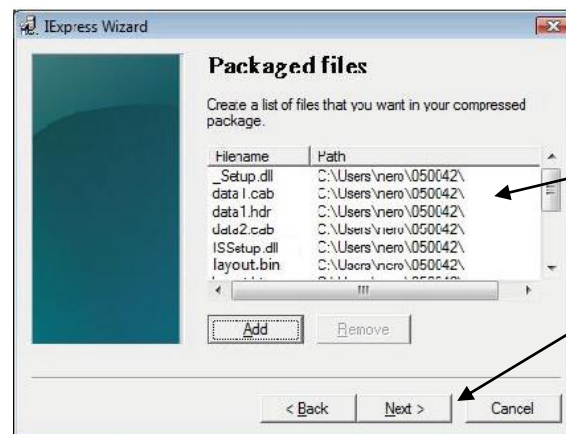 IExpress Wizard
Packaged files
Create a list of files that you want in your compressed
package.
Filename Path
_Setup.dll C:\Users\nero\050042\
data1.cab C:\Users\nero\050042\
data1.hdr C:\Users\nero\050042\
data2.cab C:\Users\nero\050042\
ISSetup.dll C:\Users\nero\050042\
layout.bin C:\Users\nero\050042\
Add Remove
< Back Next > Cancel